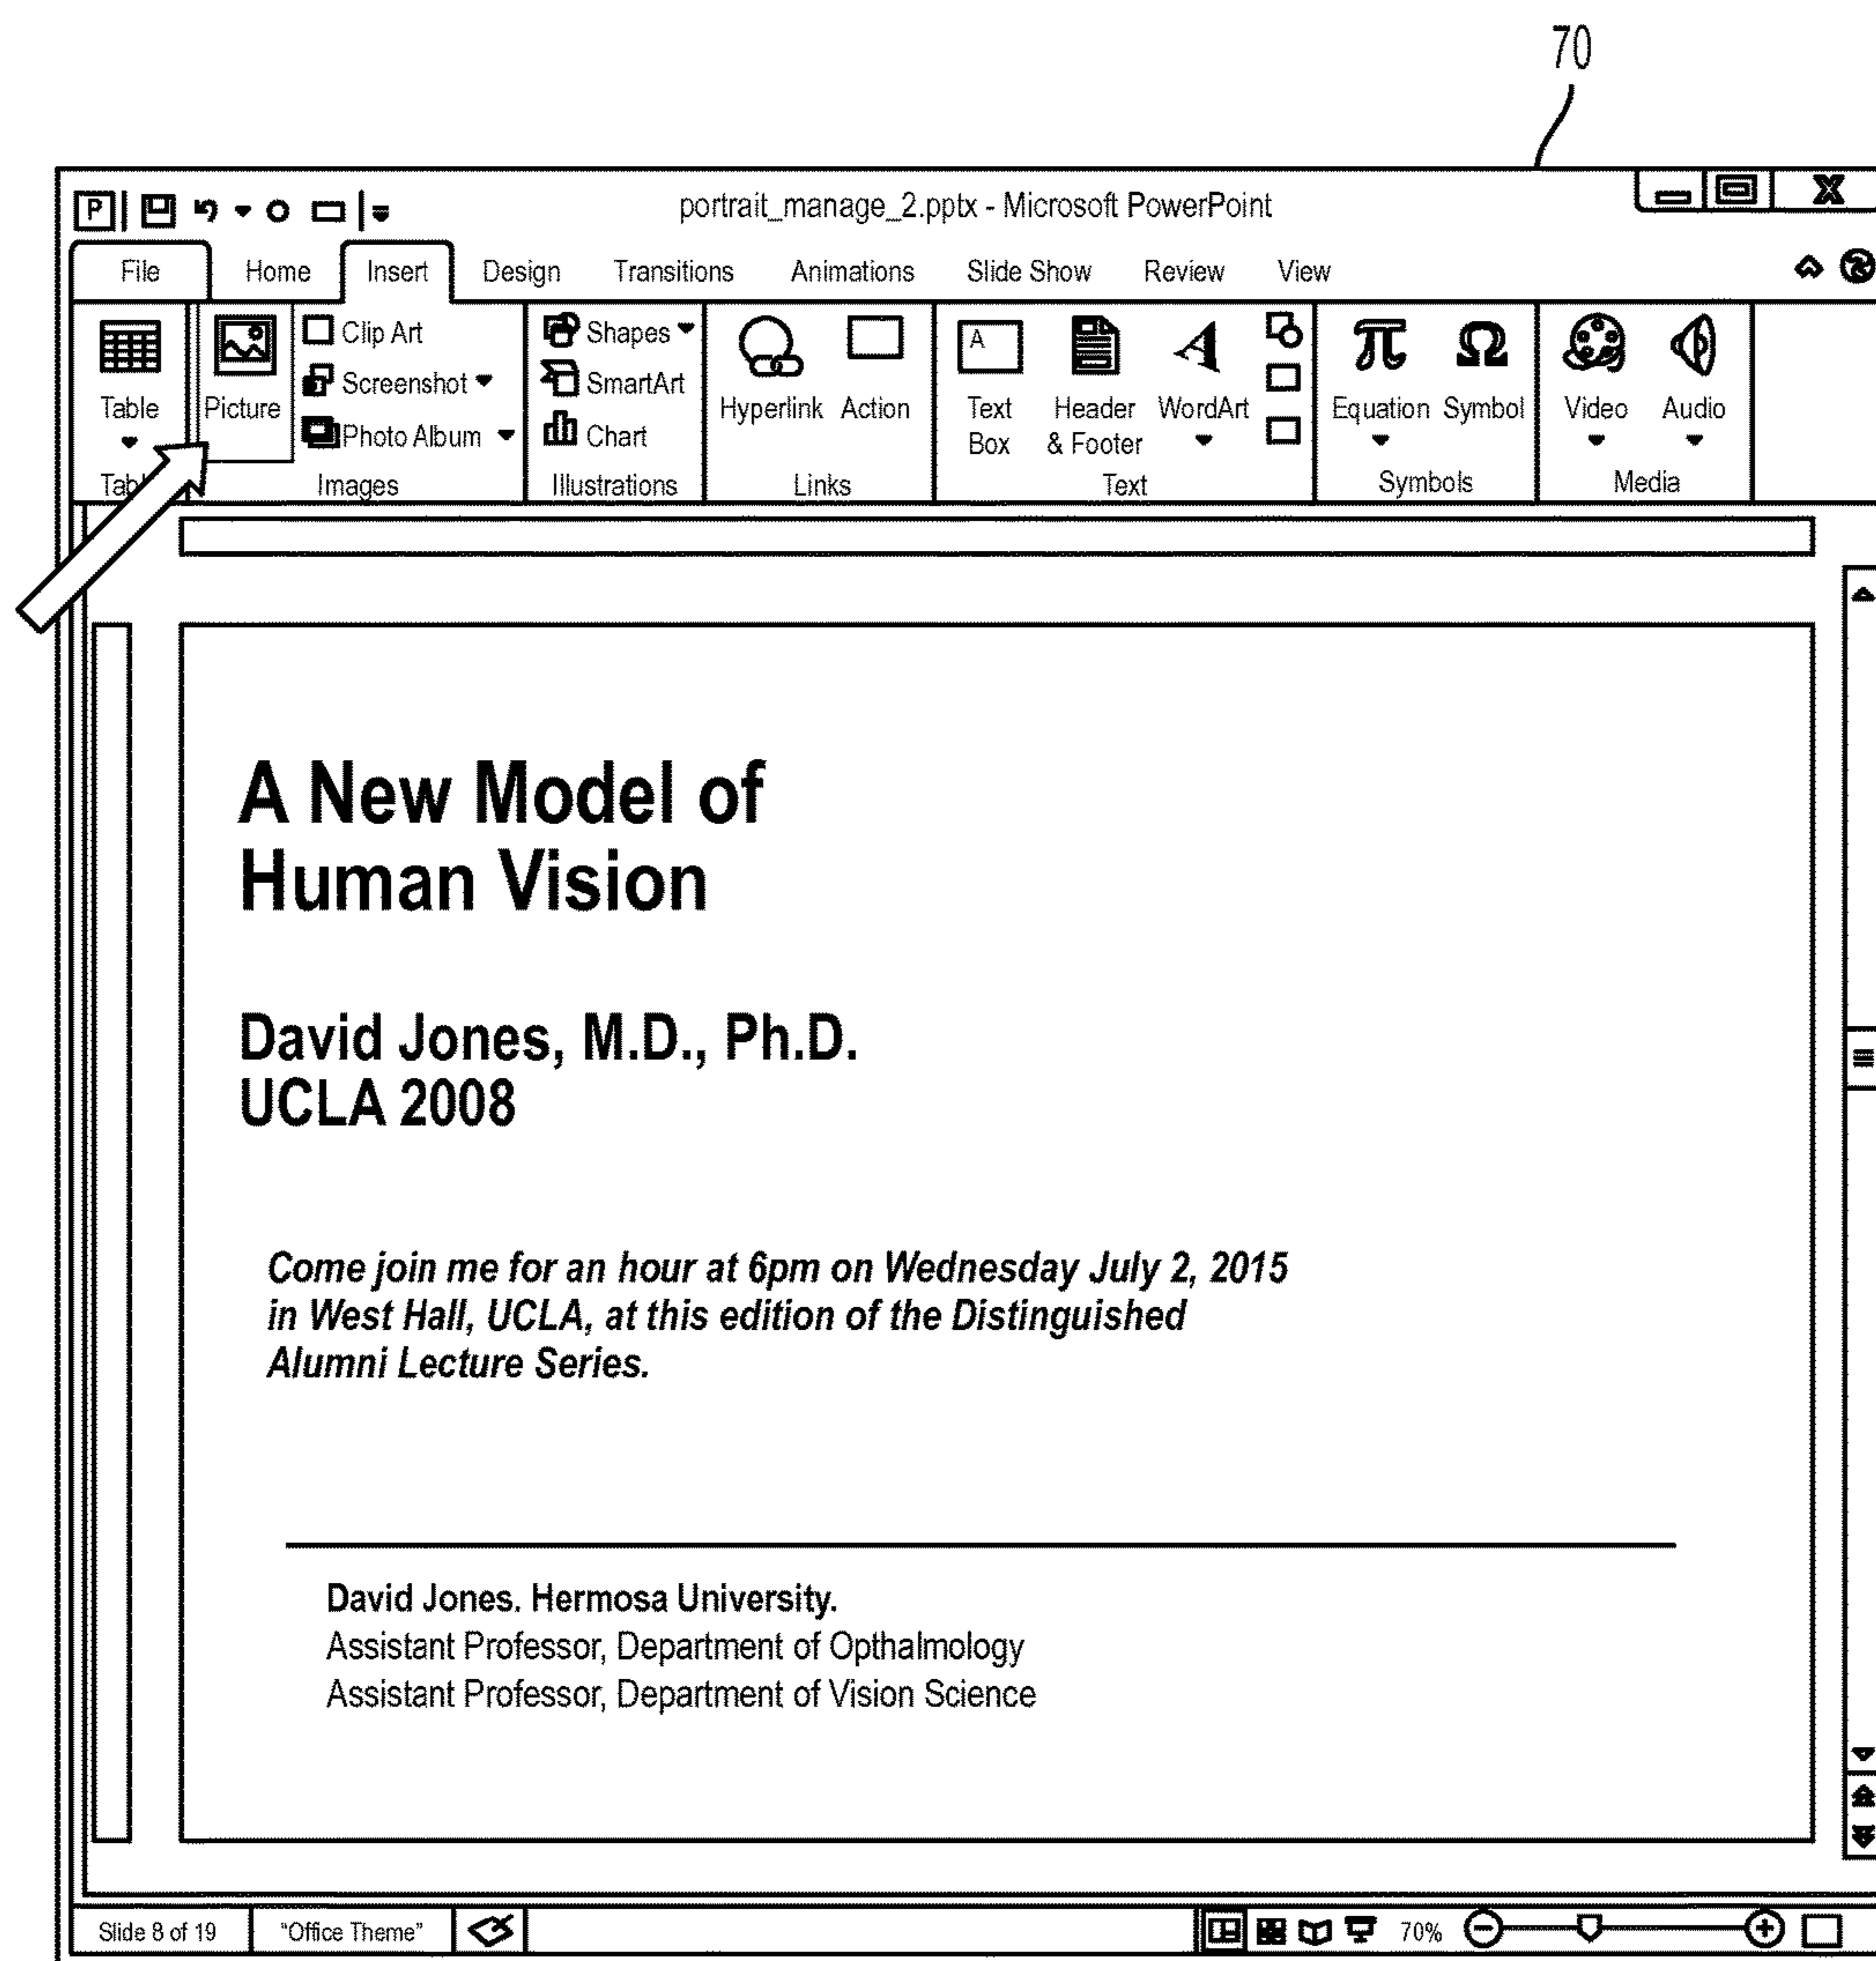 70
P
portrait_manage_2.pptx - Microsoft PowerPoint
X
File Home Insert Design Transitions Animations Slide Show Review View
Table
Picture
Clip Art
Screenshot
Photo Album
Images
Shapes
SmartArt
Chart
Illustrations
Hyperlink Action
Links
A
Text Box
Header & Footer
A
WordArt
Text
π
Equation
Ω
Symbol
Symbols
Video Audio
Media
A New Model of
Human Vision
David Jones, M.D., Ph.D.
UCLA 2008
Come join me for an hour at 6pm on Wednesday July 2, 2015
in West Hall, UCLA, at this edition of the Distinguished
Alumni Lecture Series.
David Jones. Hermosa University.
Assistant Professor, Department of Opthalmology
Assistant Professor, Department of Vision Science
Slide 8 of 19 "Office Theme" 70%